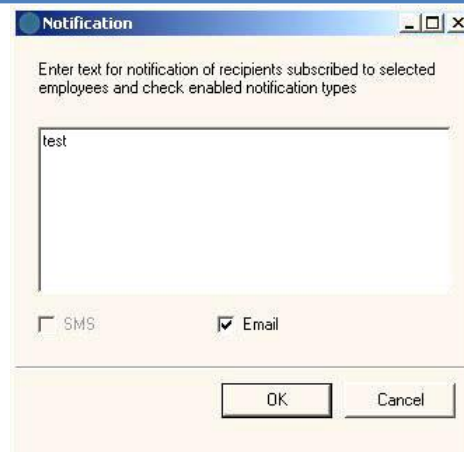 Notification
Enter text for notification of recipients subscribed to selected
employees and check enabled notification types
test
SMS
Email
OK
Cancel